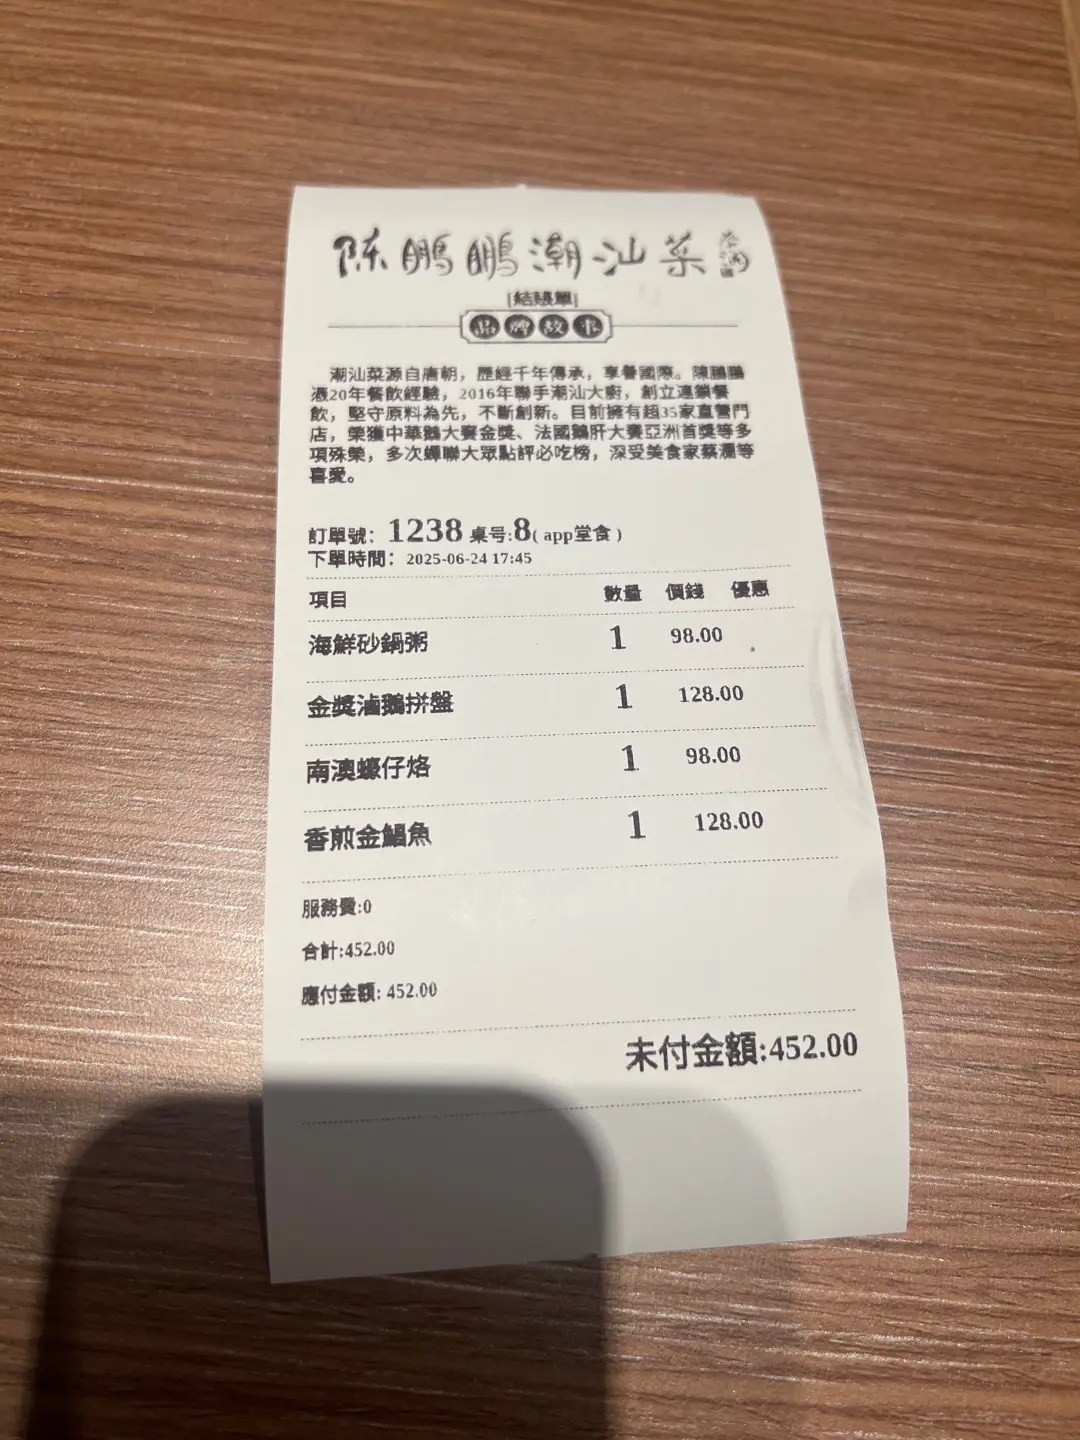 陈鵬鵬潮汕菜
[結賬單]
品牌故事
潮汕菜源自唐朝，歷經千年傳承，享譽國際。陳鵬鵬
憑20年餐飲經驗，2016年聯手潮汕大廚，創立連鎖餐
飲，堅守原料為先，不斷創新。目前擁有超35家直營門
店，榮獲中華鵝大賽金獎、法國鵝肝大賽亞洲首獎等多
項殊榮，多次蟬聯大眾點評必吃榜，深受美食家蔡瀾等
喜愛。
訂單號：1238 桌号:8( app堂食 )
下單時間：2025-06-24 17:45
項目 數量 價錢 優惠
海鮮砂鍋粥 1 98.00
金獎滷鵝拼盤 1 128.00
南澳蠔仔烙 1 98.00
香煎金鯧魚 1 128.00
服務費:0
合計:452.00
應付金額: 452.00
未付金額:452.00